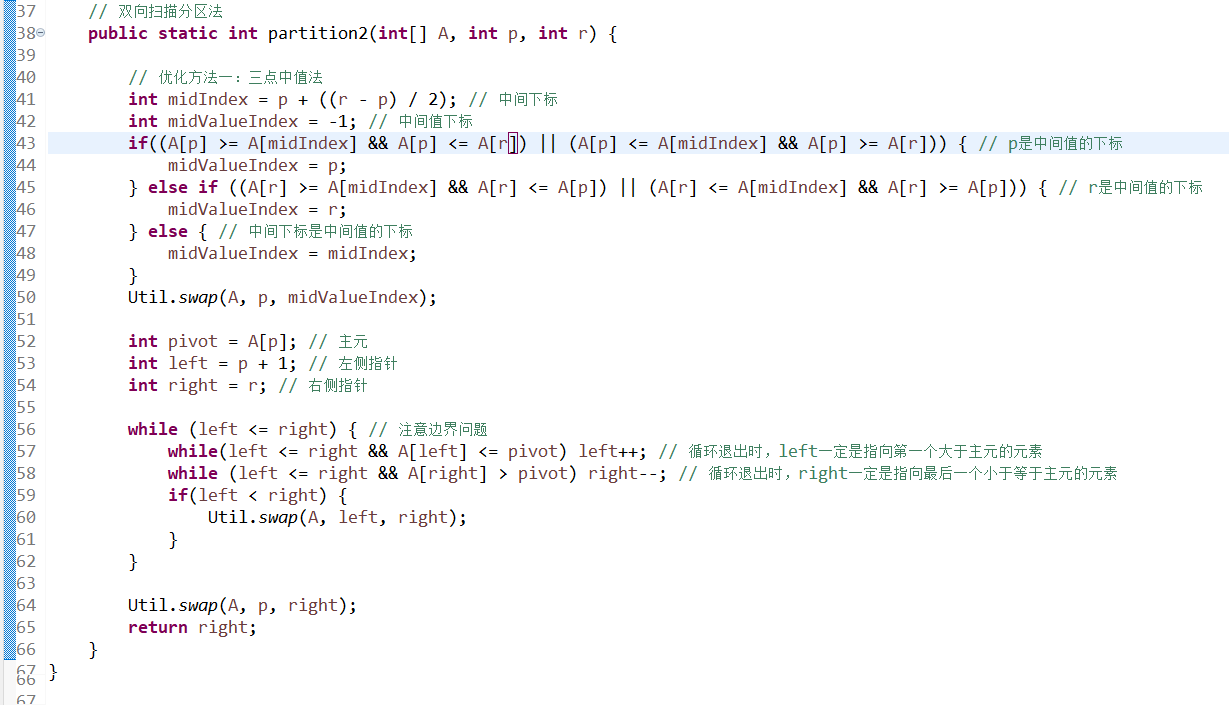 37 // 双向扫描分区法
38 public static int partition2(int[] A, int p, int r) {
39
40 // 优化方法一：三点中值法
41 int midIndex = p + ((r - p) / 2); // 中间下标
42 int midValueIndex = -1; // 中间值下标
43 if((A[p] >= A[midIndex] && A[p] <= A[r]) || (A[p] <= A[midIndex] && A[p] >= A[r])) { // p是中间值的下标
44 midValueIndex = p;
45 } else if ((A[r] >= A[midIndex] && A[r] <= A[p]) || (A[r] <= A[midIndex] && A[r] >= A[p])) { // r是中间值的下标
46 midValueIndex = r;
47 } else { // 中间下标是中间值的下标
48 midValueIndex = midIndex;
49 }
50 Util.swap(A, p, midValueIndex);
51
52 int pivot = A[p]; // 主元
53 int left = p + 1; // 左侧指针
54 int right = r; // 右侧指针
55
56 while (left <= right) { // 注意边界问题
57 while(left <= right && A[left] <= pivot) left++; // 循环退出时，left一定是指向第一个大于主元的元素
58 while (left <= right && A[right] > pivot) right--; // 循环退出时，right一定是指向最后一个小于等于主元的元素
59 if(left < right) {
60 Util.swap(A, left, right);
61 }
62 }
63
64 Util.swap(A, p, right);
65 return right;
66 }
67 }
66
67